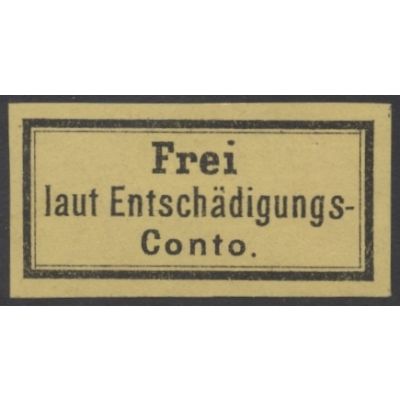 Frei
laut Entschädigungs-
Conto.